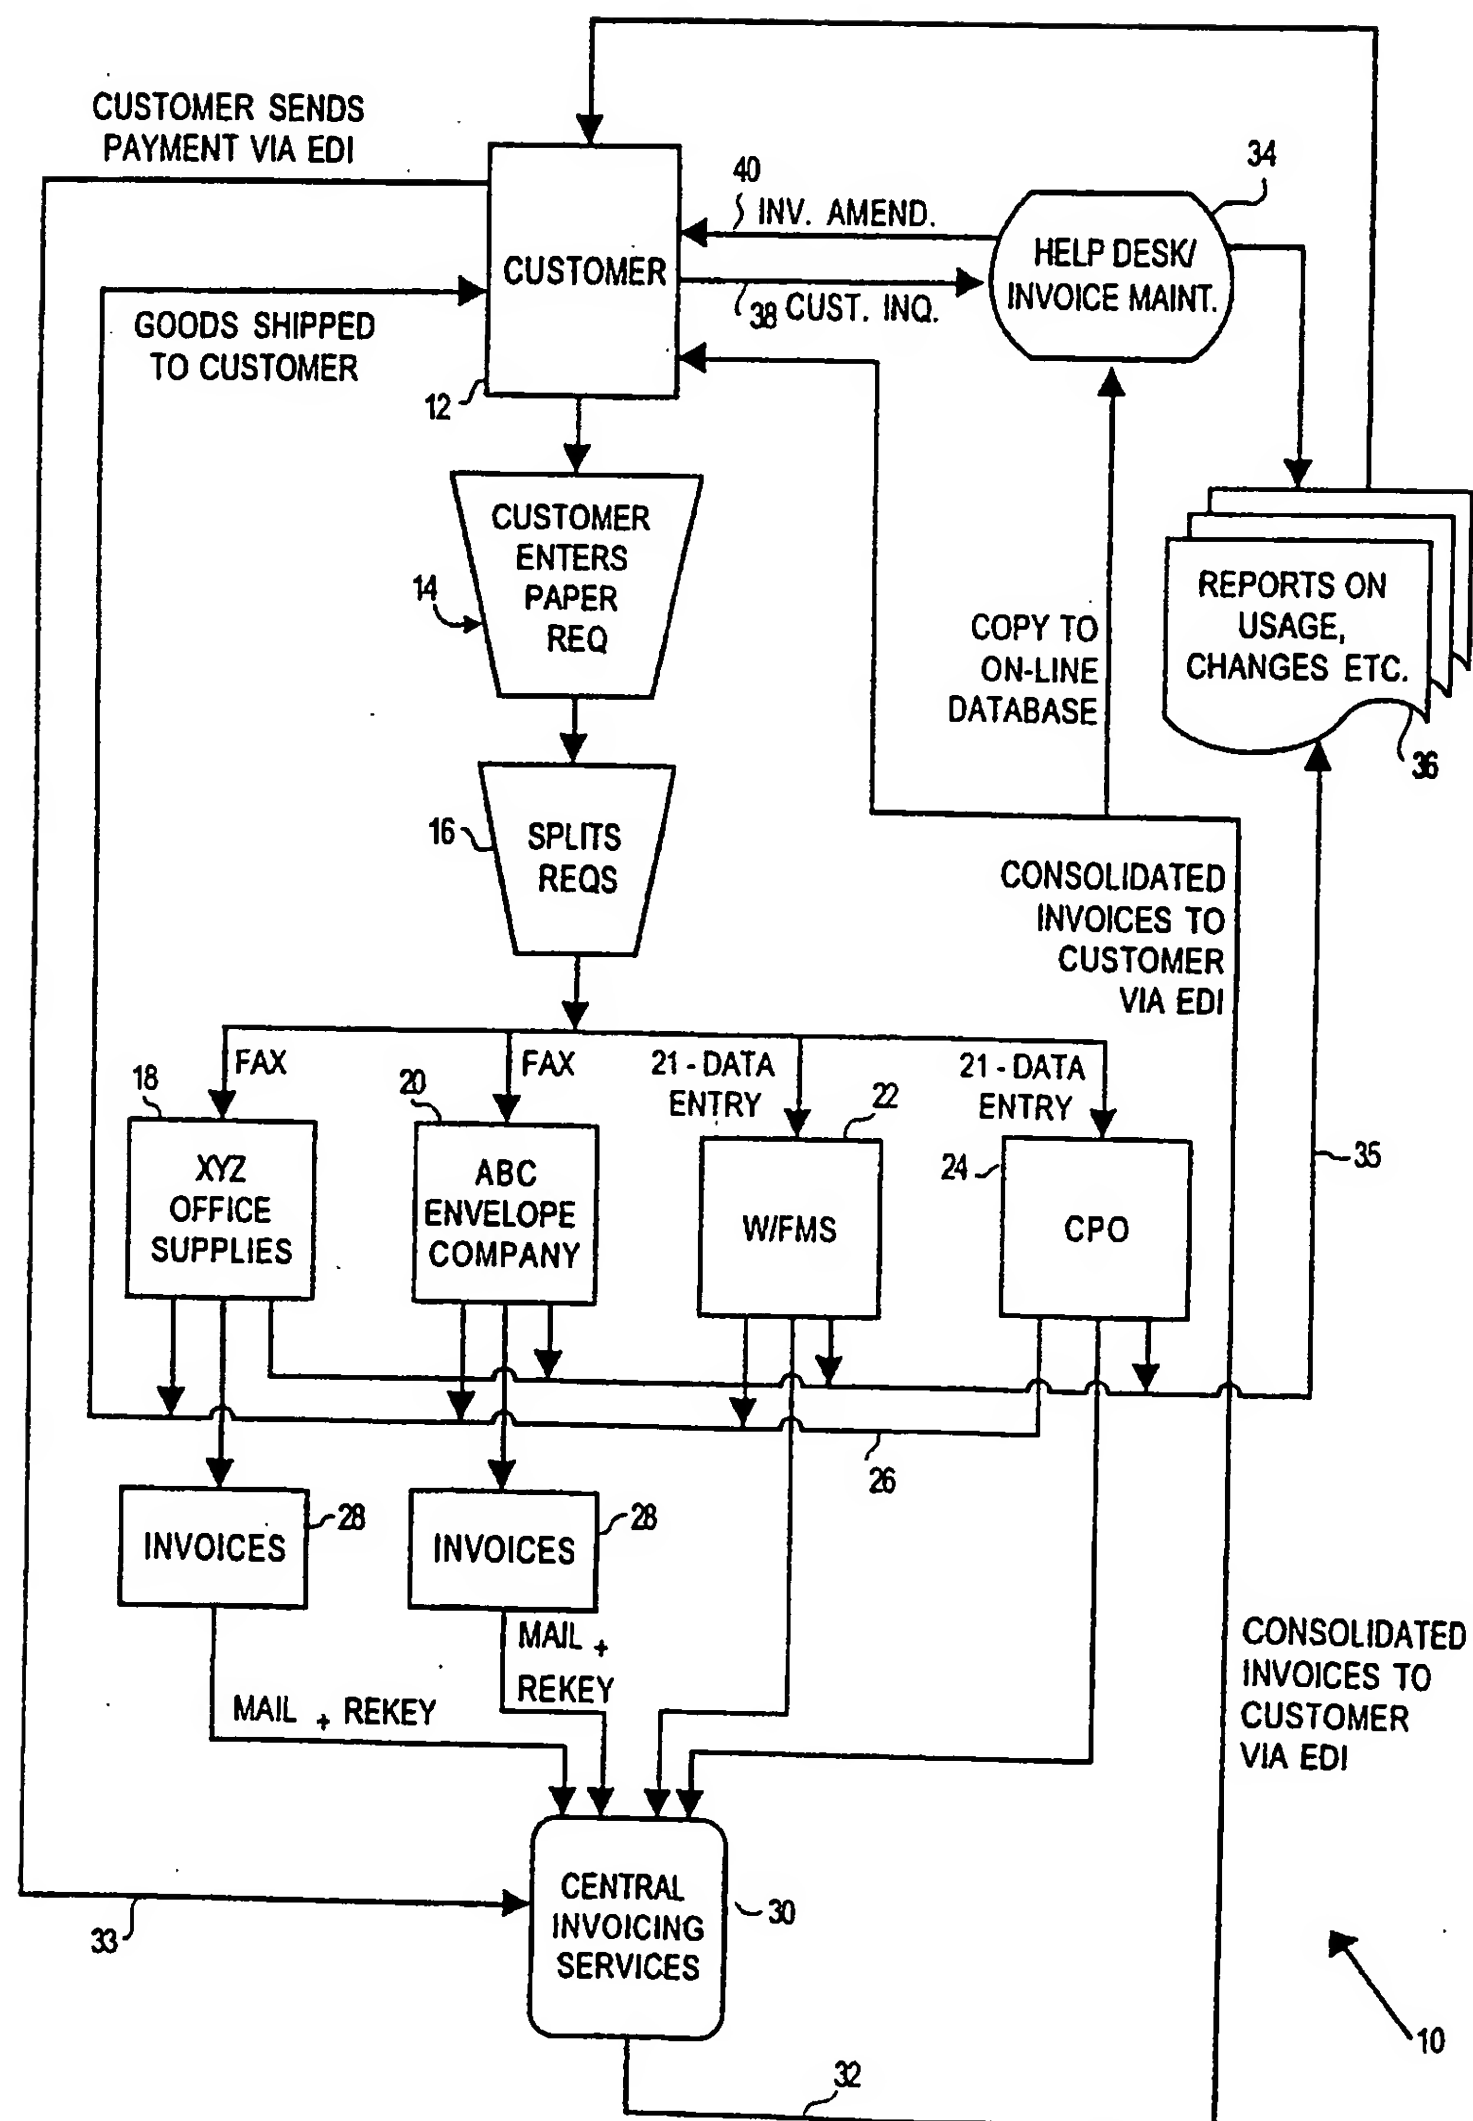 CUSTOMER SENDS
PAYMENT VIA EDI
40
INV. AMEND.
34
CUSTOMER
HELP DESK/
INVOICE MAINT.
38 CUST. INQ.
GOODS SHIPPED
TO CUSTOMER
12
CUSTOMER
ENTERS
PAPER
REQ
14
REPORTS ON
USAGE,
CHANGES ETC.
36
COPY TO
ON-LINE
DATABASE
16
SPLITS
REQS
CONSOLIDATED
INVOICES TO
CUSTOMER
VIA EDI
FAX
FAX
21 - DATA
ENTRY
21 - DATA
ENTRY
18
20
22
24
35
XYZ
OFFICE
SUPPLIES
ABC
ENVELOPE
COMPANY
W/FMS
CPO
26
INVOICES
28
INVOICES
28
MAIL + REKEY
MAIL +
REKEY
CONSOLIDATED
INVOICES TO
CUSTOMER
VIA EDI
CENTRAL
INVOICING
SERVICES
30
33
10
32